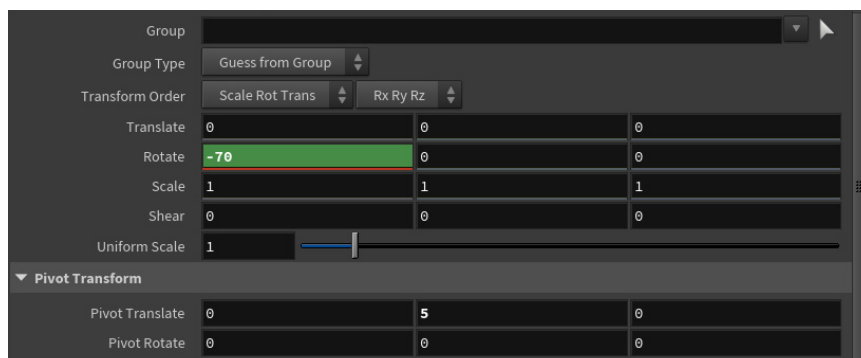 Group
Group Type Guess from Group
Transform Order Scale Rot Trans Rx Ry Rz
Translate 0 0 0
Rotate -70 0 0
Scale 1 1 1
Shear 0 0 0
Uniform Scale 1
Pivot Transform
Pivot Translate 0 5 0
Pivot Rotate 0 0 0